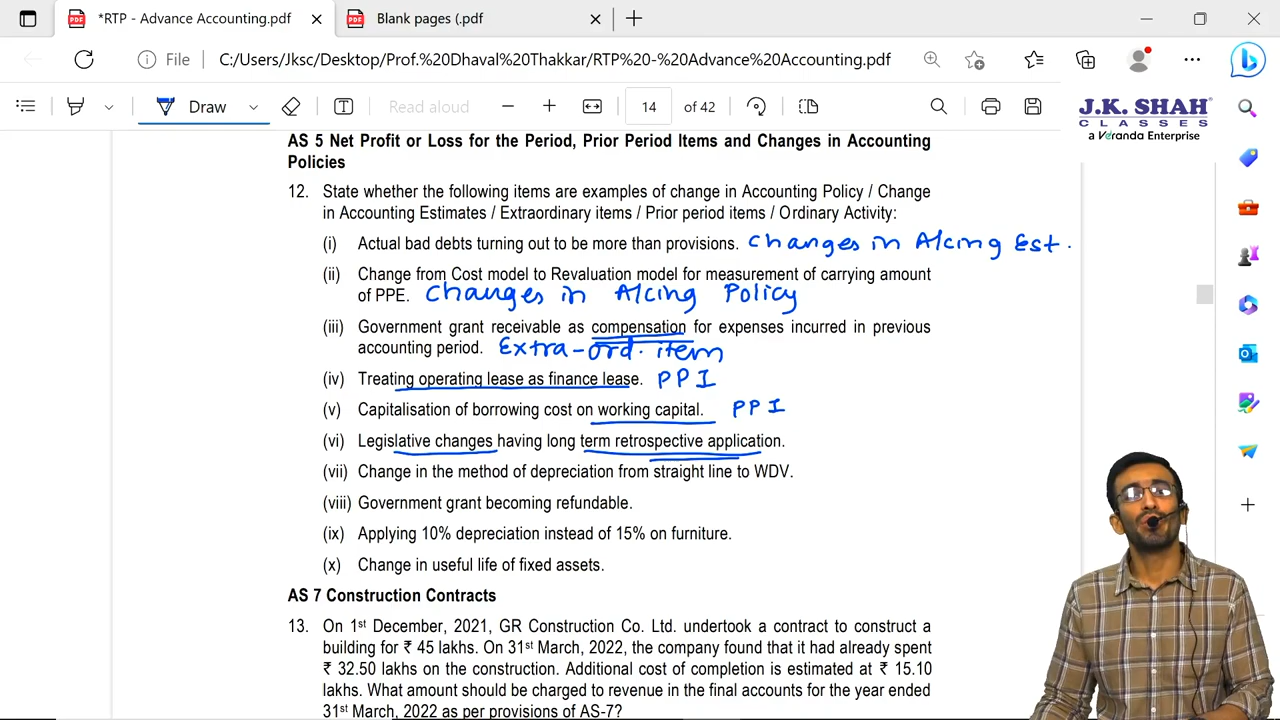 *RTP - Advance Accounting.pdf
Blank pages (.pdf
File
C:/Users/Jksc/Desktop/Prof.%20Dhaval%20Thakkar/RTP%20-%20Advance%20Accounting.pdf
Draw
Read aloud
14
of 42
J.K. SHAH®
CLASSES
a Veranda Enterprise
AS 5 Net Profit or Loss for the Period, Prior Period Items and Changes in Accounting
Policies
12. State whether the following items are examples of change in Accounting Policy / Change
in Accounting Estimates / Extraordinary items / Prior period items / Ordinary Activity:
(i) Actual bad debts turning out to be more than provisions. Changes in A/cing Est.
(ii) Change from Cost model to Revaluation model for measurement of carrying amount
of PPE. Changes in A/cing Policy
(iii) Government grant receivable as compensation for expenses incurred in previous
accounting period. Extra-ord. item
(iv) Treating operating lease as finance lease. PPI
(v) Capitalisation of borrowing cost on working capital. PPI
(vi) Legislative changes having long term retrospective application.
(vii) Change in the method of depreciation from straight line to WDV.
(viii) Government grant becoming refundable.
(ix) Applying 10% depreciation instead of 15% on furniture.
(x) Change in useful life of fixed assets.
AS 7 Construction Contracts
13. On 1st December, 2021, GR Construction Co. Ltd. undertook a contract to construct a
building for ₹ 45 lakhs. On 31st March, 2022, the company found that it had already spent
₹ 32.50 lakhs on the construction. Additional cost of completion is estimated at ₹ 15.10
lakhs. What amount should be charged to revenue in the final accounts for the year ended
31st March, 2022 as per provisions of AS-7?